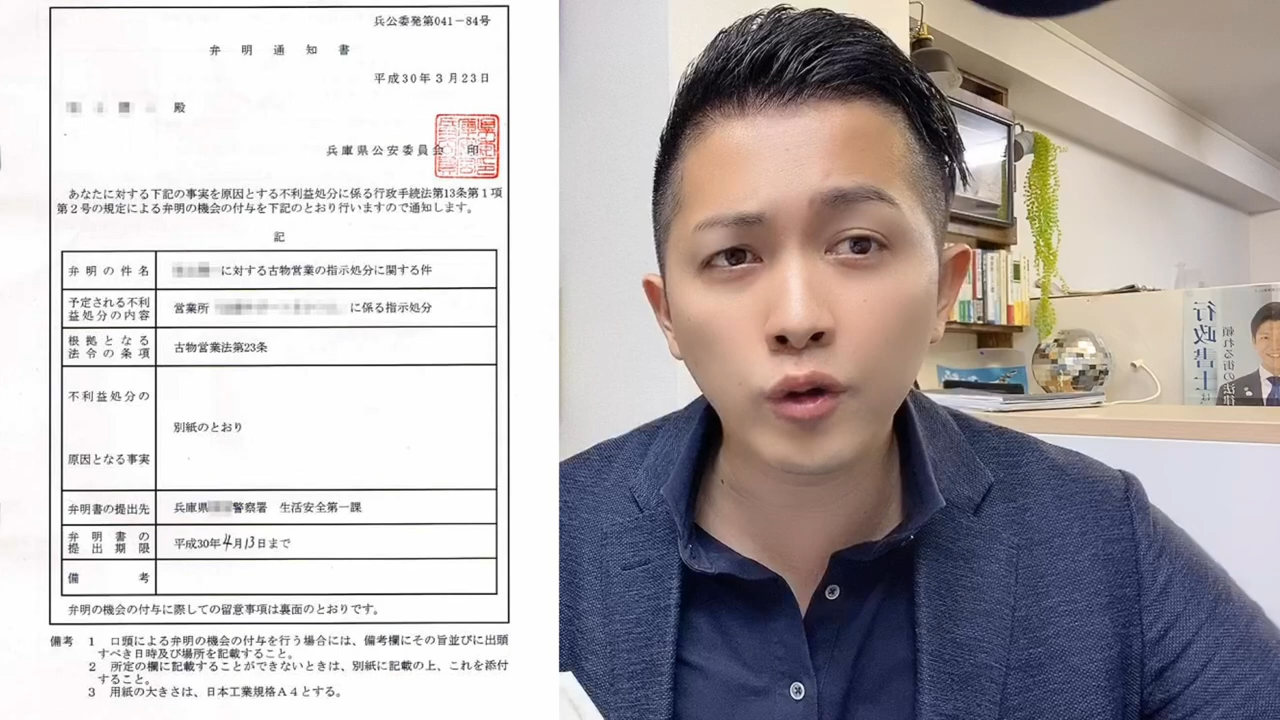 兵公委発第041－84号
弁明通知書
平成30年3月23日
殿
兵庫県公安委員会 印
あなたに対する下記の事実を原因とする不利益処分に係る行政手続法第13条第1項
第2号の規定による弁明の機会の付与を下記のとおり行いますので通知します。
記
弁明の件名
に対する古物営業の指示処分に関する件
予定される不利
益処分の内容
営業所
に係る指示処分
根拠となる
法令の条項
古物営業法第23条
不利益処分の
原因となる事実
別紙のとおり
弁明書の提出先
兵庫県
警察署 生活安全第一課
弁明書の
提出期限
平成30年4月13日まで
備考
弁明の機会の付与に際しての留意事項は裏面のとおりです。
備考 1 口頭による弁明の機会の付与を行う場合には、備考欄にその旨並びに出頭
すべき日時及び場所を記載すること。
2 所定の欄に記載することができないときは、別紙に記載の上、これを添付
すること。
3 用紙の大きさは、日本工業規格A4とする。
行政書士
は
頼れる街の法律